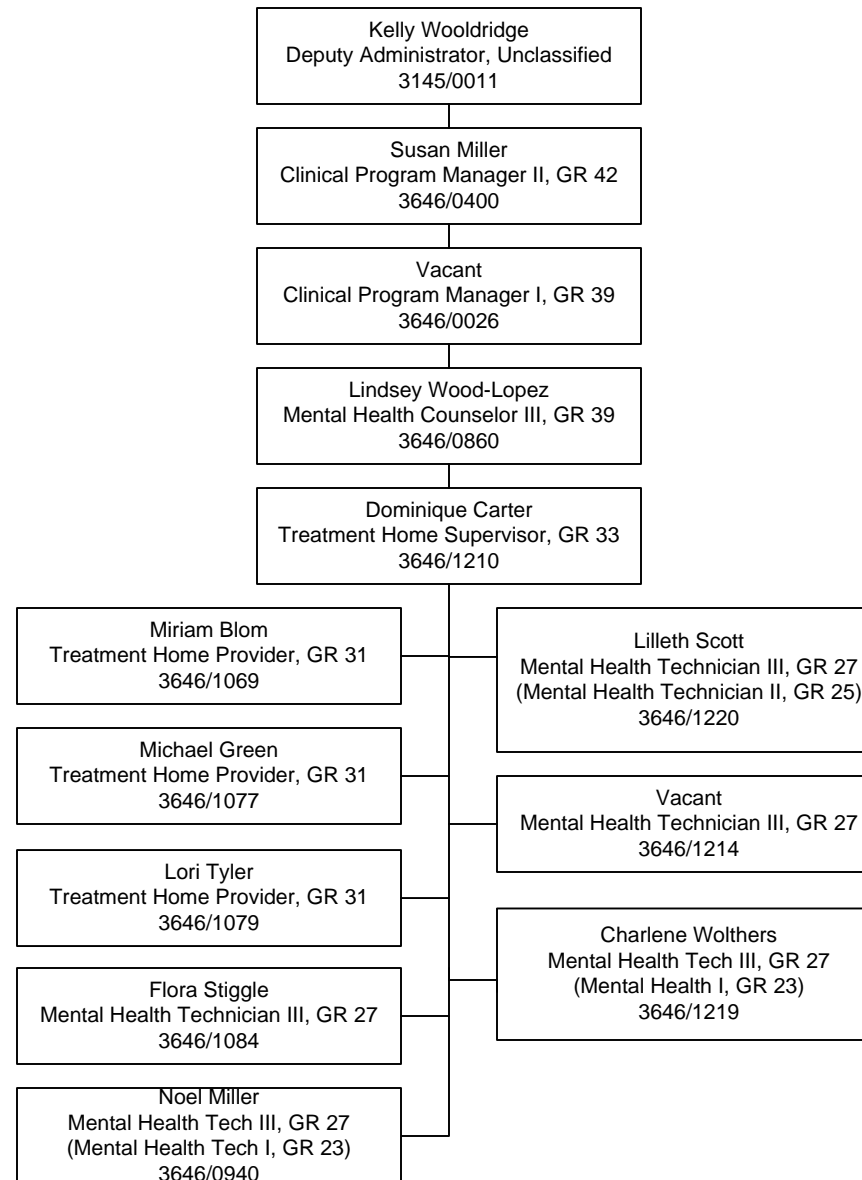 Kelly Wooldridge
Deputy Administrator, Unclassified
3145/0011
Susan Miller
Clinical Program Manager II, GR 42
3646/0400
Vacant
Clinical Program Manager I, GR 39
3646/0026
Lindsey Wood-Lopez
Mental Health Counselor III, GR 39
3646/0860
Dominique Carter
Treatment Home Supervisor, GR 33
3646/1210
Miriam Blom
Treatment Home Provider, GR 31
3646/1069
Michael Green
Treatment Home Provider, GR 31
3646/1077
Lori Tyler
Treatment Home Provider, GR 31
3646/1079
Flora Stiggle
Mental Health Technician III, GR 27
3646/1084
Noel Miller
Mental Health Tech III, GR 27
(Mental Health Tech I, GR 23)
3646/0940
Lilleth Scott
Mental Health Technician III, GR 27
(Mental Health Technician II, GR 25)
3646/1220
Vacant
Mental Health Technician III, GR 27
3646/1214
Charlene Wolthers
Mental Health Tech III, GR 27
(Mental Health I, GR 23)
3646/1219